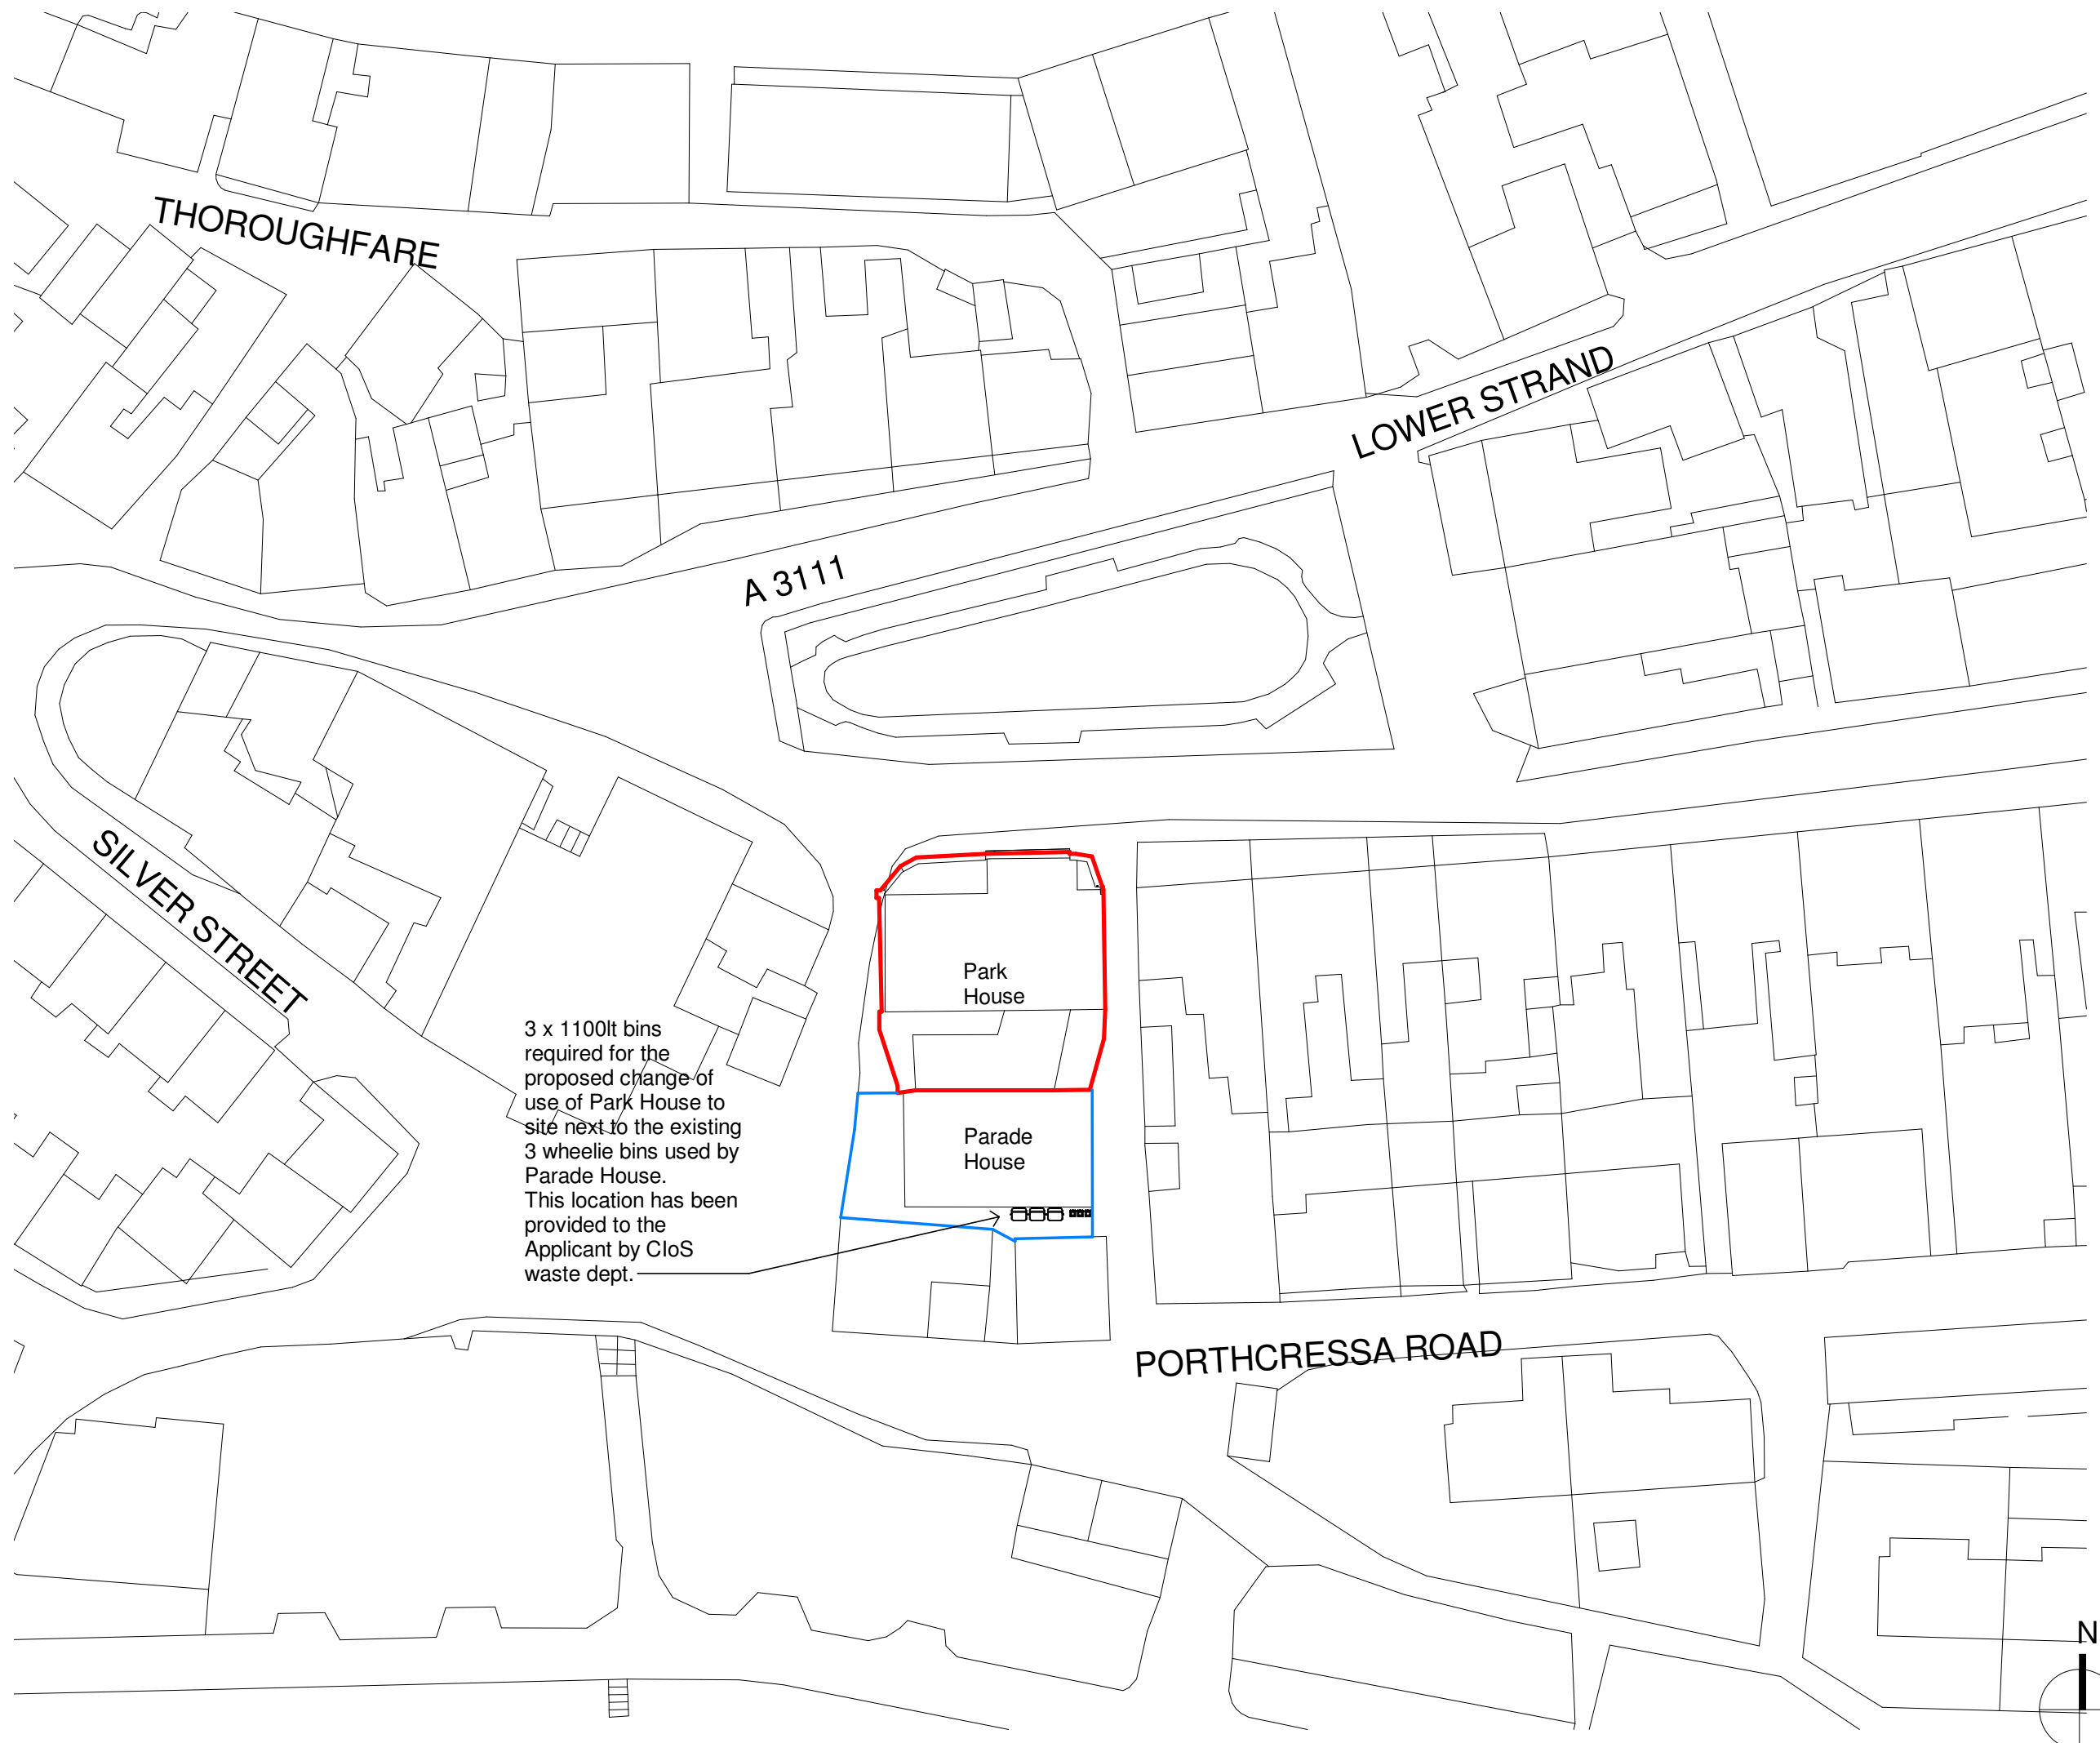 THOROUGHFARE
LOWER STRAND
A 3111
SILVER STREET
Park
House
3 x 1100lt bins
required for the
proposed change of
use of Park House to
site next to the existing
3 wheelie bins used by
Parade House.
This location has been
provided to the
Applicant by CIoS
waste dept.
Parade
House
PORTHCRESSA ROAD
N